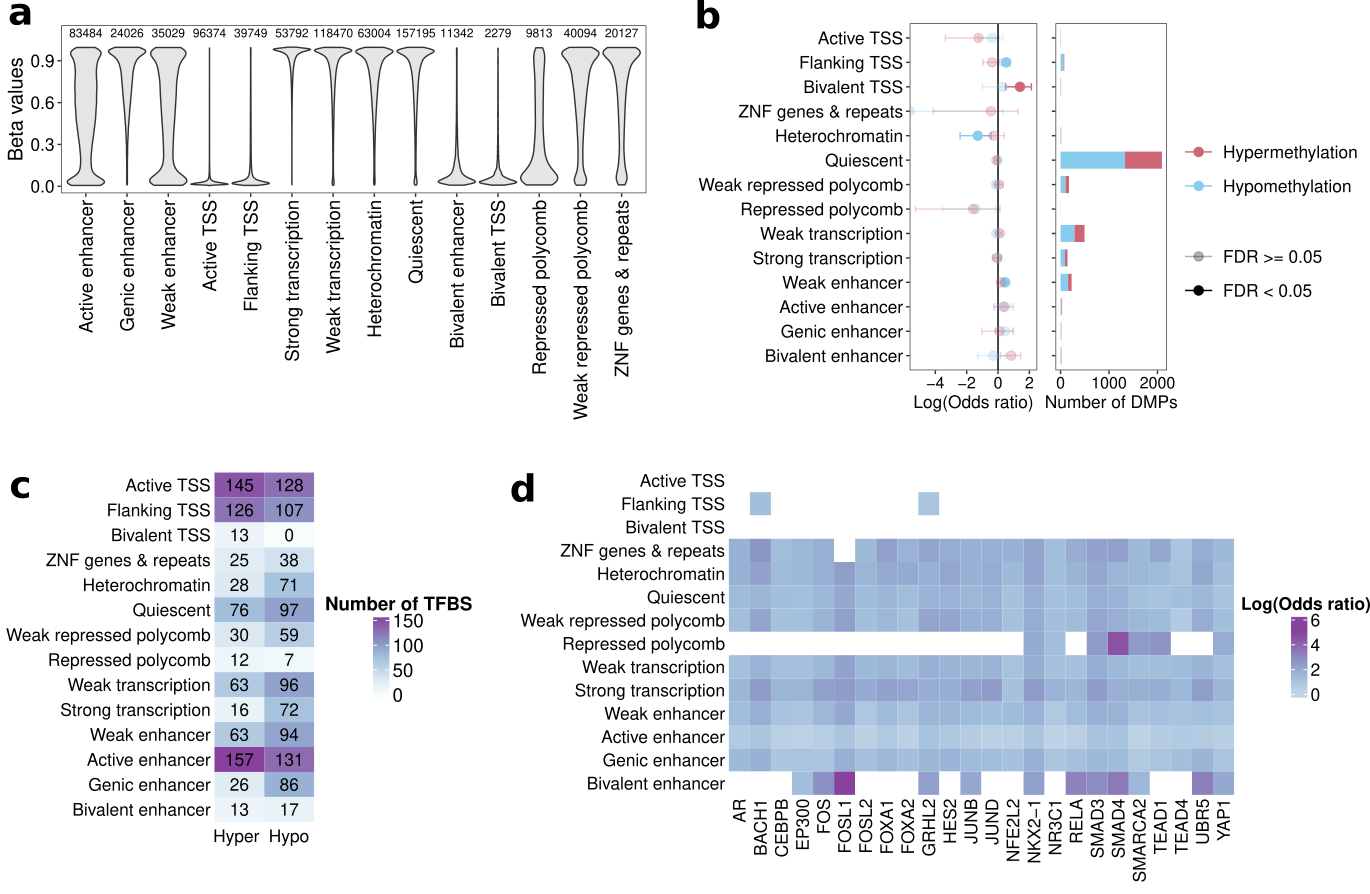 a
83484 24026 35029 96374 39749 53792 118470 63004 157195 11342 2279 9813 40094 20127
Beta values
0.9
0.6
0.3
0.0
Active enhancer
Genic enhancer
Weak enhancer
Active TSS
Flanking TSS
Strong transcription
Weak transcription
Heterochromatin
Quiescent
Bivalent enhancer
Bivalent TSS
Repressed polycomb
Weak repressed polycomb
ZNF genes & repeats
b
Active TSS
Flanking TSS
Bivalent TSS
ZNF genes & repeats
Heterochromatin
Quiescent
Weak repressed polycomb
Repressed polycomb
Weak transcription
Strong transcription
Weak enhancer
Active enhancer
Genic enhancer
Bivalent enhancer
−4 −2 0 2
Log(Odds ratio)
0 1000 2000
Number of DMPs
Hypermethylation
Hypomethylation
FDR >= 0.05
FDR < 0.05
c
Active TSS 145 128
Flanking TSS 126 107
Bivalent TSS 13 0
ZNF genes & repeats 25 38
Heterochromatin 28 71
Quiescent 76 97
Weak repressed polycomb 30 59
Repressed polycomb 12 7
Weak transcription 63 96
Strong transcription 16 72
Weak enhancer 63 94
Active enhancer 157 131
Genic enhancer 26 86
Bivalent enhancer 13 17
Hyper Hypo
Number of TFBS
150
100
50
0
d
Active TSS
Flanking TSS
Bivalent TSS
ZNF genes & repeats
Heterochromatin
Quiescent
Weak repressed polycomb
Repressed polycomb
Weak transcription
Strong transcription
Weak enhancer
Active enhancer
Genic enhancer
Bivalent enhancer
AR
BACH1
CEBPB
EP300
FOS
FOSL1
FOSL2
FOXA1
FOXA2
GRHL2
HES2
JUNB
JUND
NFE2L2
NKX2−1
NR3C1
RELA
SMAD3
SMAD4
SMARCA2
TEAD1
TEAD4
UBR5
YAP1
Log(Odds ratio)
6
4
2
0